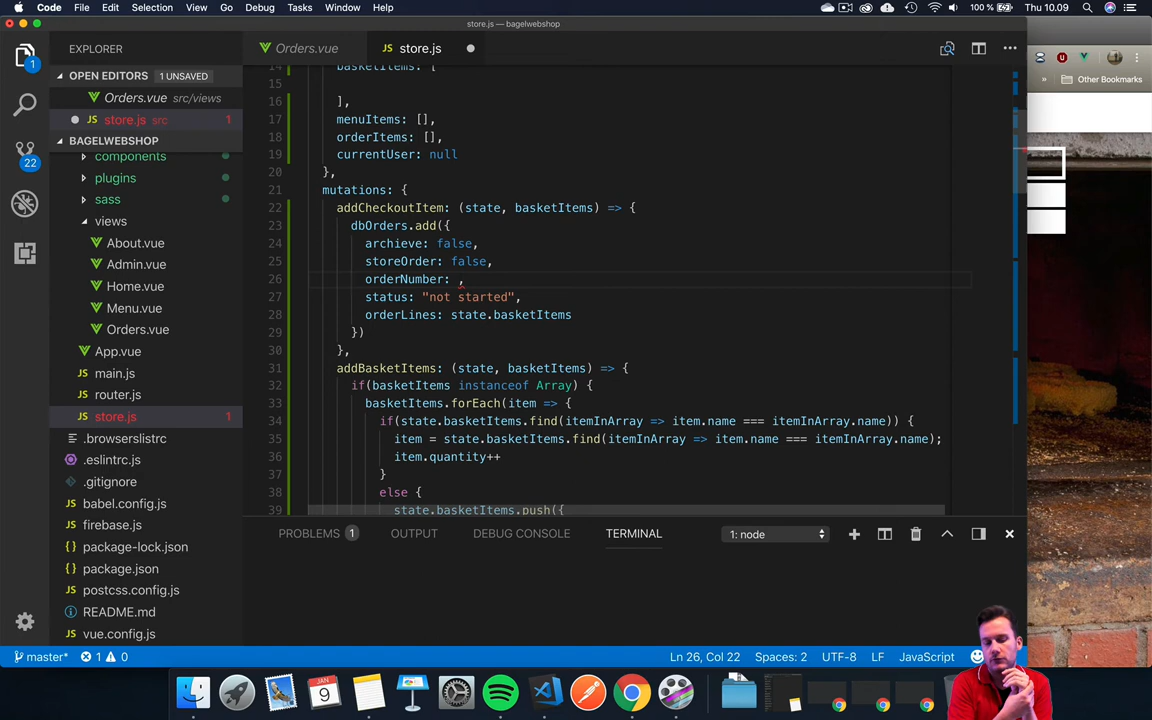 Code File Edit Selection View Go Debug Tasks Window Help 100 % Thu 10.09
store.js — bagelwebshop
EXPLORER
Orders.vue
store.js
OPEN EDITORS 1 UNSAVED
Orders.vue src/views
store.js src 1
BAGELWEBSHOP
components
plugins
sass
views
About.vue
Admin.vue
Home.vue
Menu.vue
Orders.vue
App.vue
main.js
router.js
store.js 1
.browserslistrc
.eslintrc.js
.gitignore
babel.config.js
firebase.js
package-lock.json
package.json
postcss.config.js
README.md
vue.config.js
1
22
14 basketItems: [
15
16 ],
17 menuItems: [],
18 orderItems: [],
19 currentUser: null
20 },
21 mutations: {
22 addCheckoutItem: (state, basketItems) => {
23 dbOrders.add({
24 archieve: false,
25 storeOrder: false,
26 orderNumber: ,
27 status: "not started",
28 orderLines: state.basketItems
29 })
30 },
31 addBasketItems: (state, basketItems) => {
32 if(basketItems instanceof Array) {
33 basketItems.forEach(item => {
34 if(state.basketItems.find(itemInArray => item.name === itemInArray.name)) {
35 item = state.basketItems.find(itemInArray => item.name === itemInArray.name);
36 item.quantity++
37 }
38 else {
39 state.basketItems.push({
PROBLEMS 1 OUTPUT DEBUG CONSOLE TERMINAL 1: node
master* 1 0 Ln 26, Col 22 Spaces: 2 UTF-8 LF JavaScript
» Other Bookmarks
JAN
9